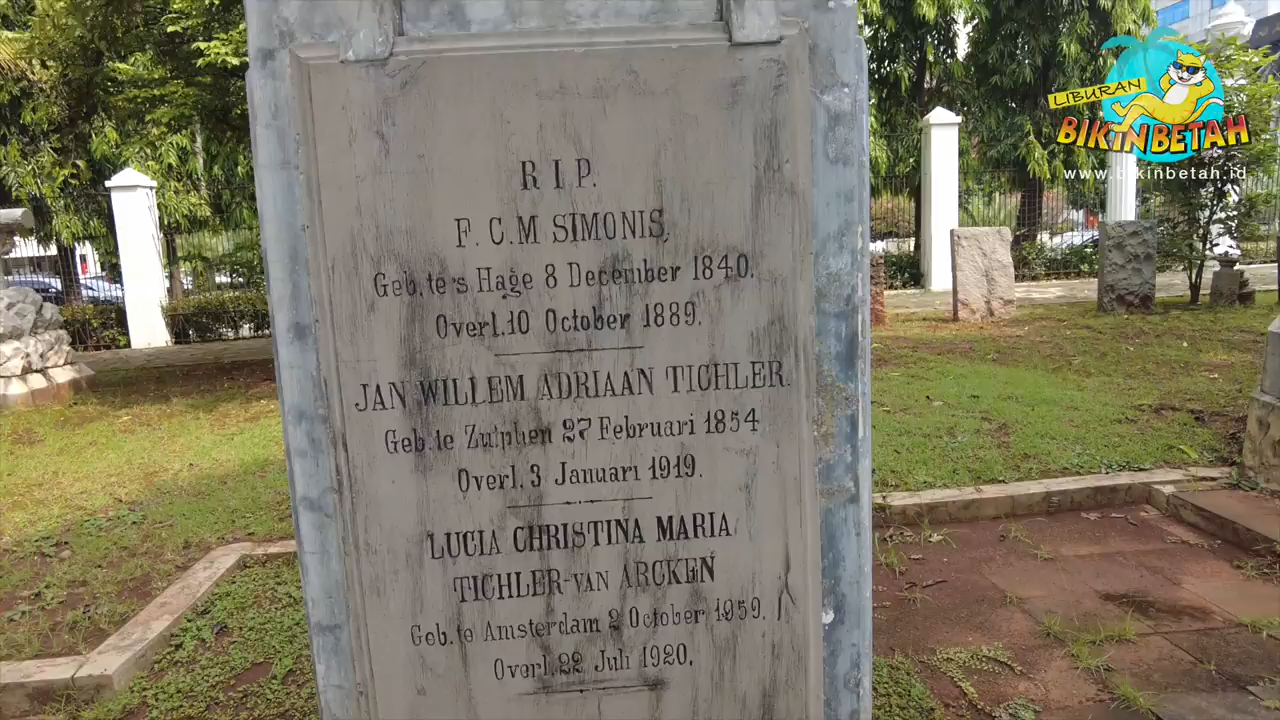 LIBURAN
BIKINBETAH
www.bikinbetah.id
R I P.
F. C. M SIMONIS,
Geb. te 's Hage 8 December 1840.
Overl. 10 October 1889.
JAN WILLEM ADRIAAN TICHLER.
Geb. te Zutphen 27 Februari 1854
Overl. 3 Januari 1919.
LUCIA CHRISTINA MARIA
TICHLER-VAN ARCKEN
Geb. te Amsterdam 2 October 1959.
Overl. 22 Juli 1920.